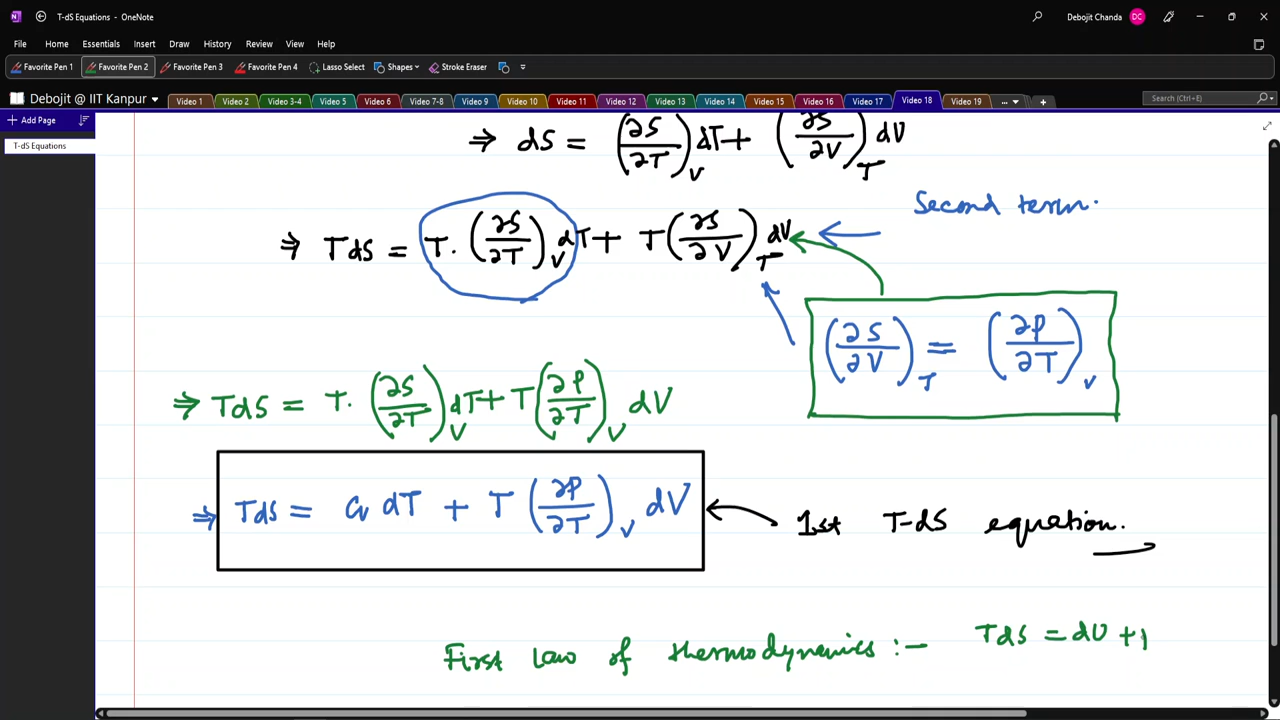 T-dS Equations - OneNote
Debojit Chanda DC
File Home Essentials Insert Draw History Review View Help
Favorite Pen 1 Favorite Pen 2 Favorite Pen 3 Favorite Pen 4 Lasso Select Shapes Stroke Eraser
Debojit @ IIT Kanpur Video 1 Video 2 Video 3-4 Video 5 Video 6 Video 7-8 Video 9 Video 10 Video 11 Video 12 Video 13 Video 14 Video 15 Video 16 Video 17 Video 18 Video 19 ... + Search (Ctrl+E)
+ Add Page
T-dS Equations
⇒ dS = (∂S/∂T)_V dT + (∂S/∂V)_T dV
Second term.
⇒ TdS = T. (∂S/∂T)_V dT + T(∂S/∂V)_T dV
(∂S/∂V)_T = (∂P/∂T)_V
⇒ TdS = T. (∂S/∂T)_V dT + T(∂P/∂T)_V dV
⇒ TdS = Cv dT + T (∂P/∂T)_V dV
1st T-dS equation.
First law of thermodynamics :- TdS = dU +